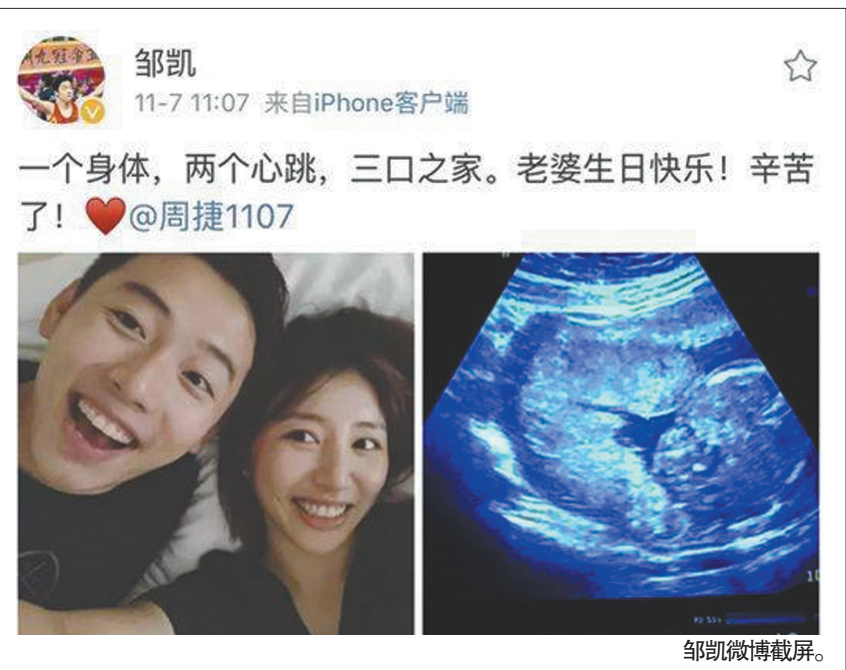 邹凯
11-7 11:07 来自iPhone客户端
一个身体，两个心跳，三口之家。老婆生日快乐！辛苦
了！❤️@周捷1107
邹凯微博截屏。